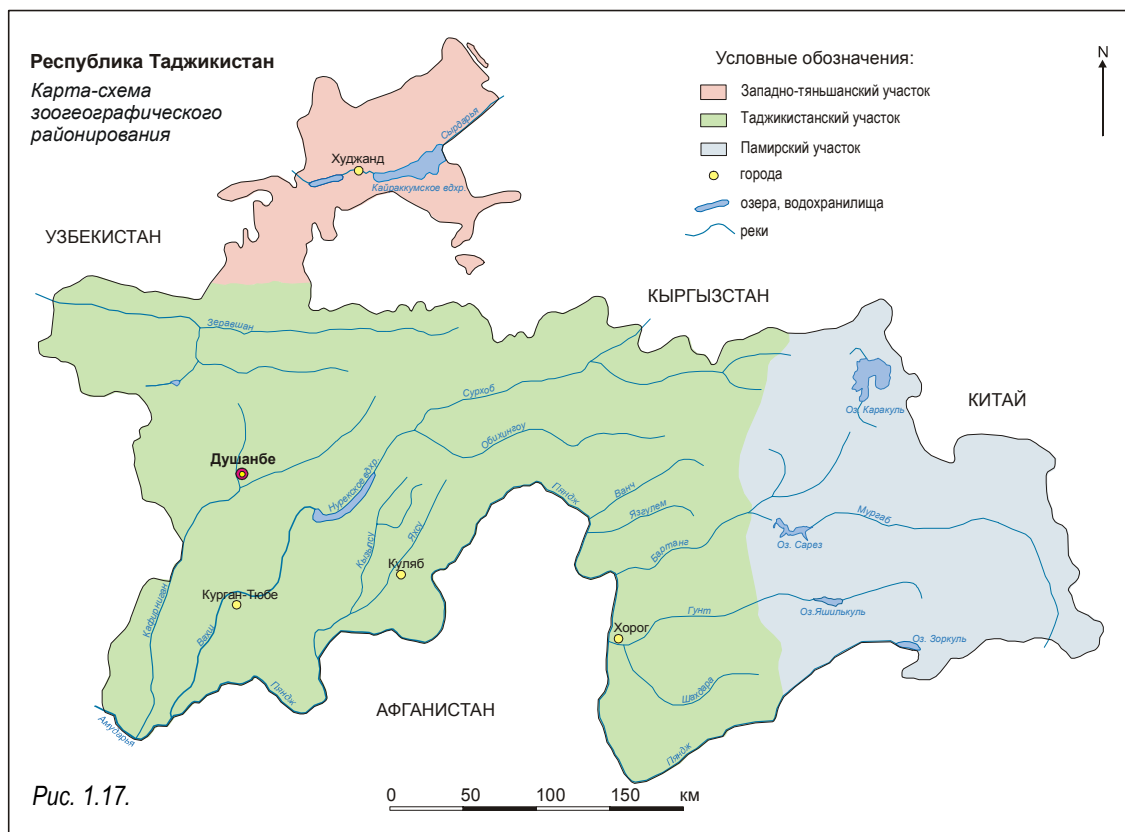 Республика Таджикистан
Карта-схема
зоогеографического
районирования
Условные обозначения:
Западно-тяньшанский участок
Таджикистанский участок
Памирский участок
города
озера, водохранилища
реки
N
Сырдарья
Худжанд
Кайраккумское вдхр.
УЗБЕКИСТАН
КЫРГЫЗСТАН
КИТАЙ
Зеравшан
Сурхоб
Оз. Каракуль
Обихингоу
Душанбе
Нурекское вдхр.
Пяндж
Ванч
Язгулем
Мургаб
Кызылсу
Яхсу
Бартанг
Оз. Сарез
Куляб
Курган-Тюбе
Кафирниган
Вахш
Гунт
Оз.Яшилькуль
Хорог
Оз. Зоркуль
Шахдара
Пяндж
АФГАНИСТАН
Амударья
Пяндж
Рис. 1.17.
0 50 100 150 км